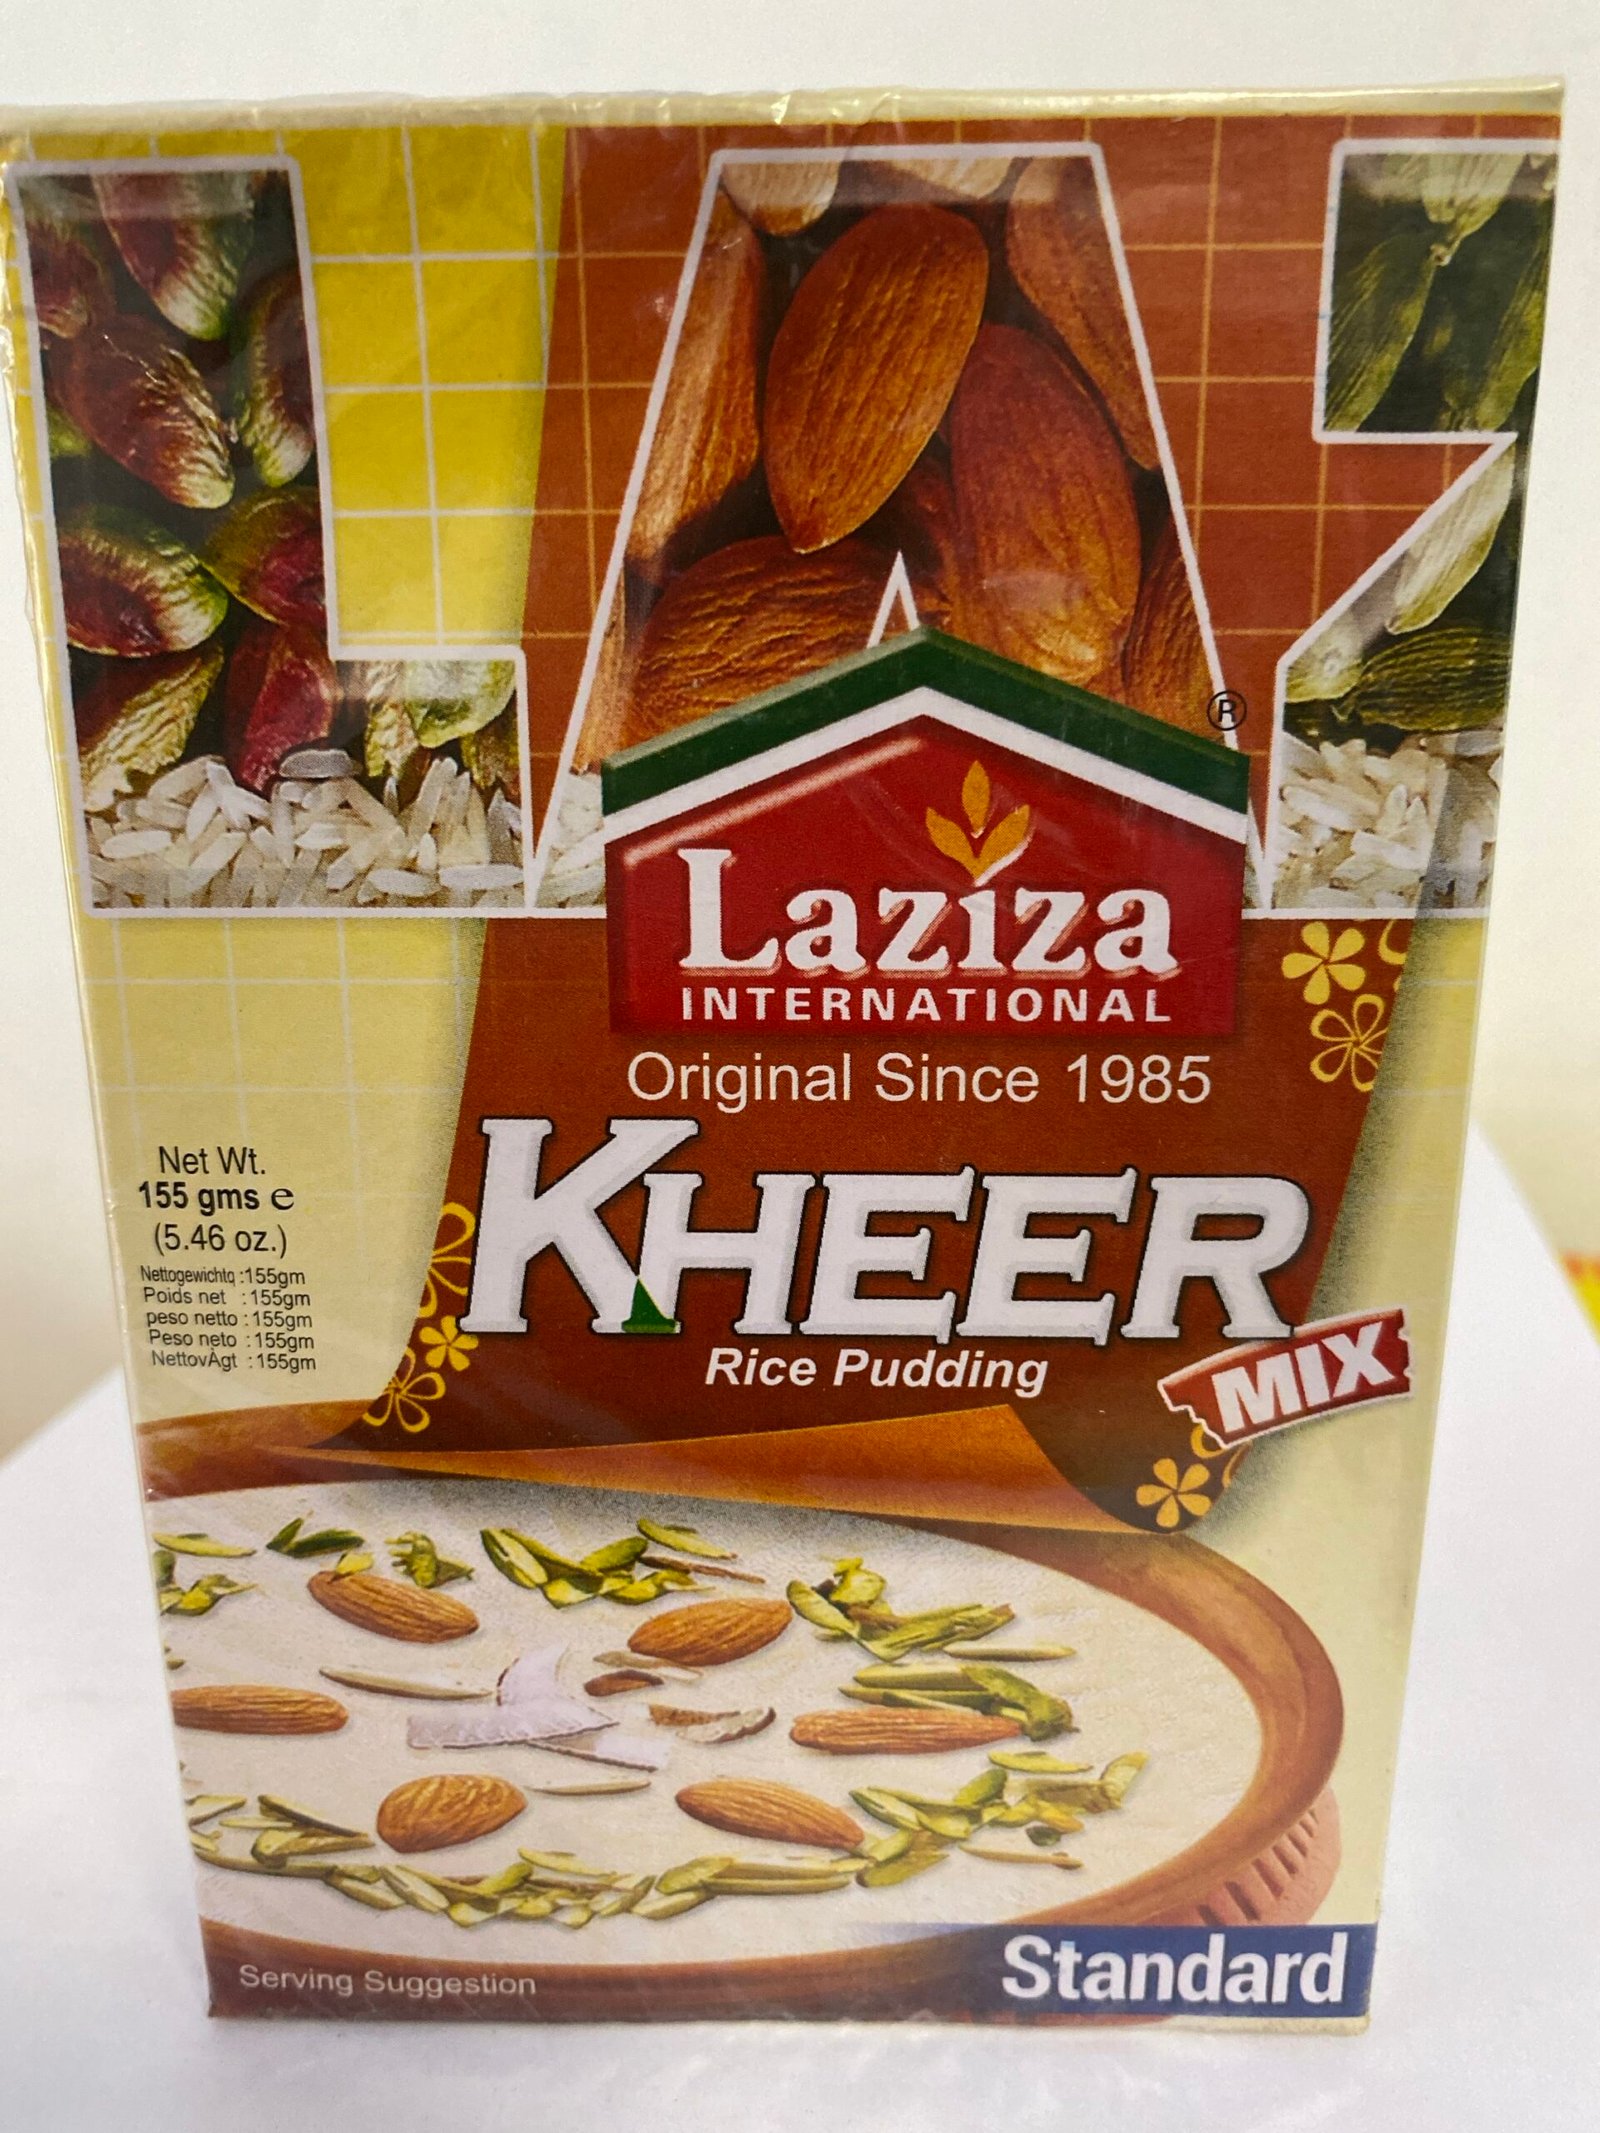 LAZ
®
Laziza
INTERNATIONAL
Original Since 1985
KHEER
Rice Pudding
MIX
Net Wt.
155 gms ℮
(5.46 oz.)
Nettogewichtq :155gm
Poids net : 155gm
peso netto : 155gm
Peso neto : 155gm
NettovÄgt : 155gm
Serving Suggestion
Standard